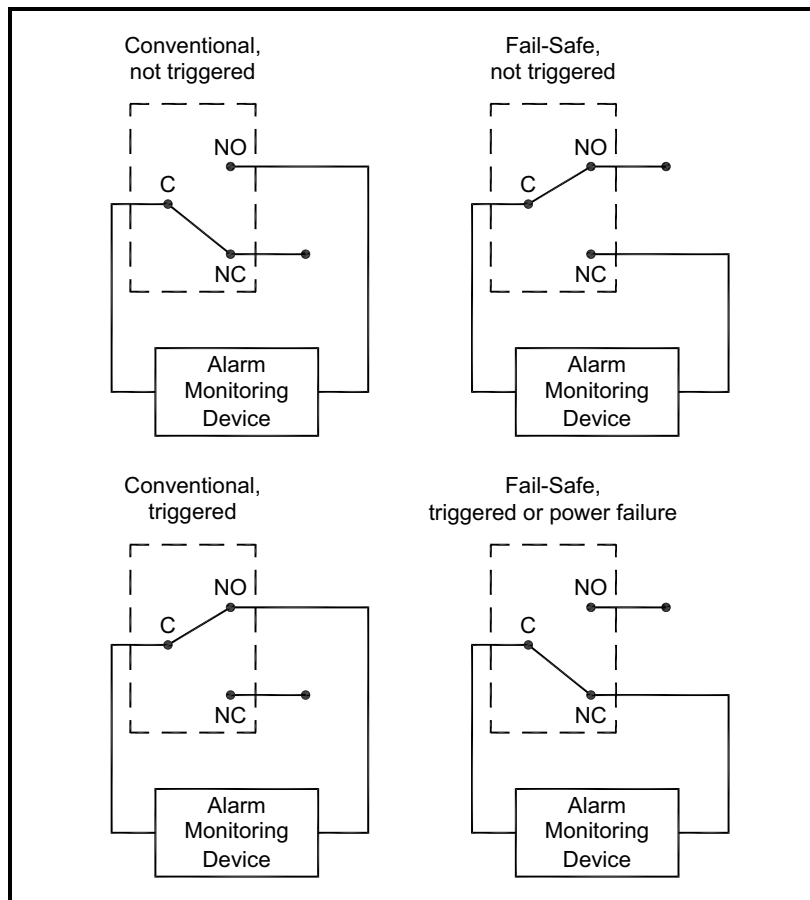 Conventional,
not triggered
NO
C
NC
Alarm
Monitoring
Device
Fail-Safe,
not triggered
NO
C
NC
Alarm
Monitoring
Device
Conventional,
triggered
NO
C
NC
Alarm
Monitoring
Device
Fail-Safe,
triggered or power failure
NO
C
NC
Alarm
Monitoring
Device